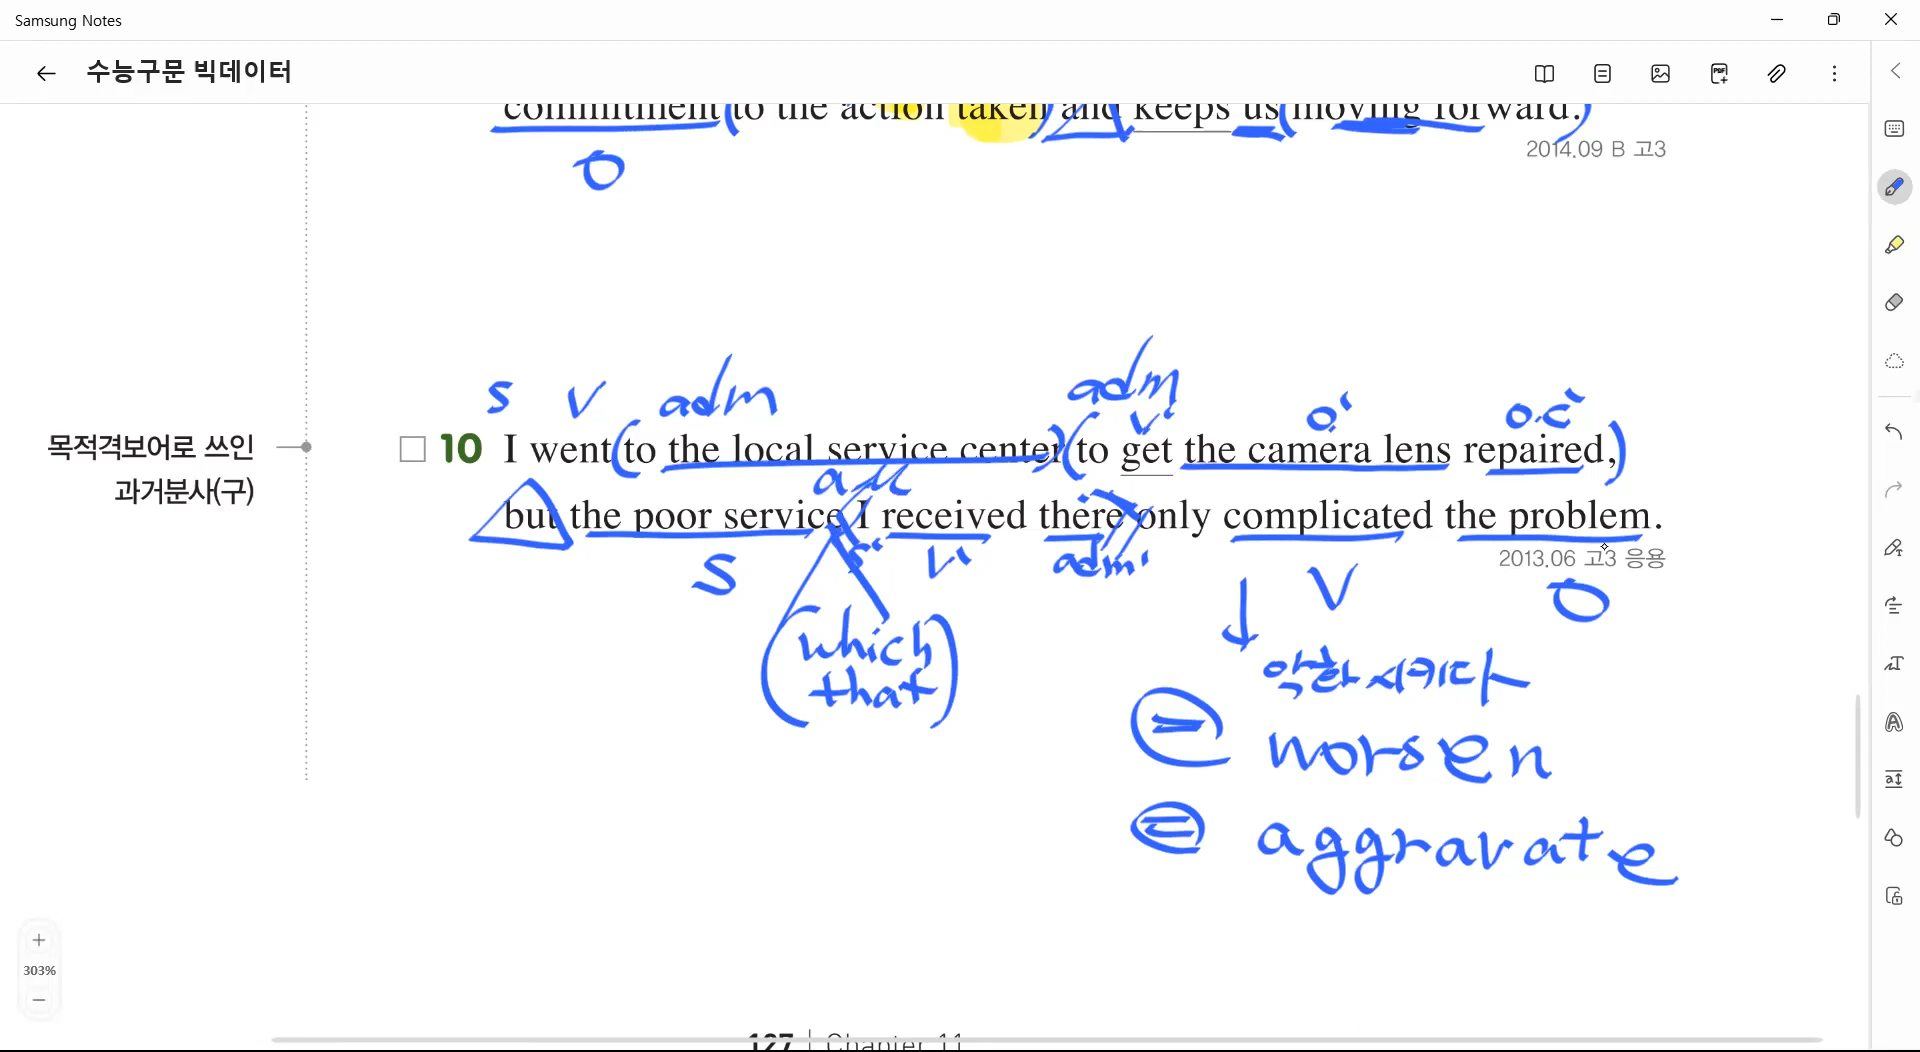 Samsung Notes
수능구문 빅데이터
commitment to the action taken and keeps us moving forward.
2014.09 B 고3
O
S V adm adm V' O' O.C'
목적격보어로 쓰인
과거분사(구)
10 I went to the local service center to get the camera lens repaired,
but the poor service I received there only complicated the problem.
2013.06 고3 응용
S S' V' adm' V O
(which
that)
악화시키다
= worsen
= aggravate
303%
127 | Chapter 11